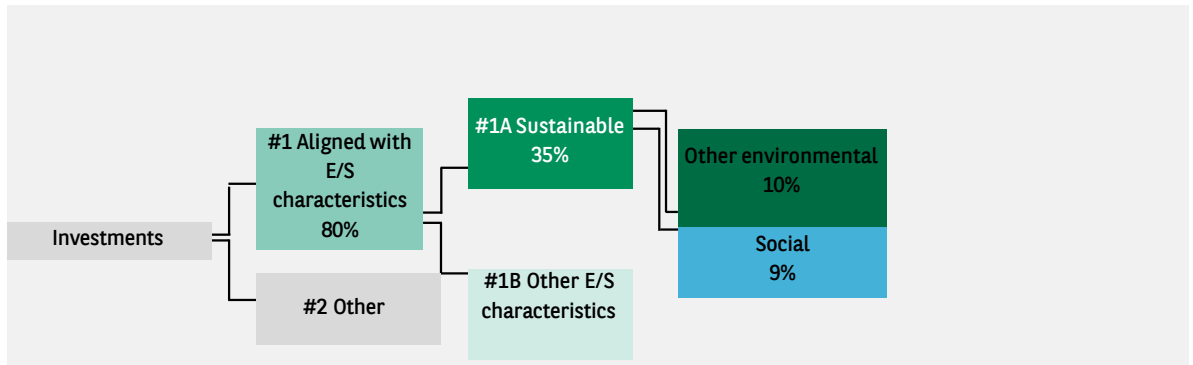 Investments
#1 Aligned with
E/S
characteristics
80%
#2 Other
#1A Sustainable
35%
#1B Other E/S
characteristics
Other environmental
10%
Social
9%